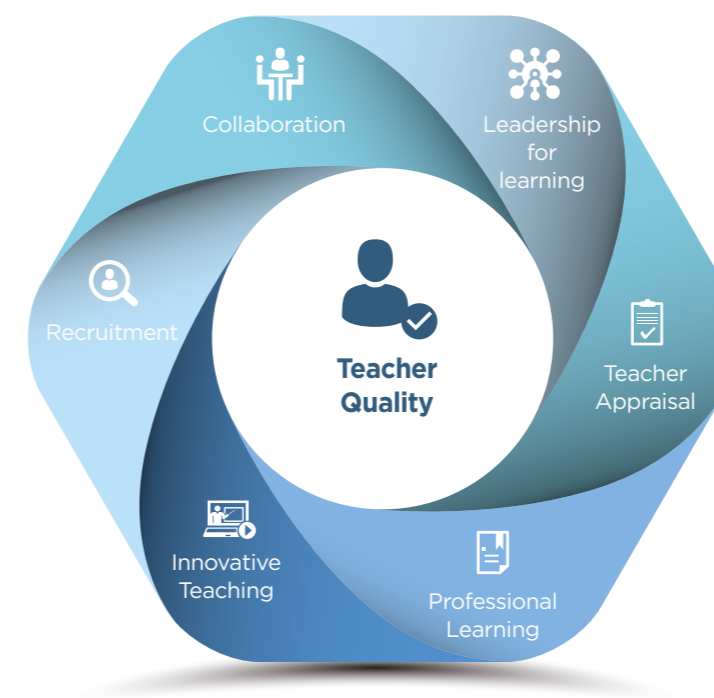 Collaboration
Leadership
for
learning
Recruitment
Teacher
Quality
Teacher
Appraisal
Innovative
Teaching
Professional
Learning